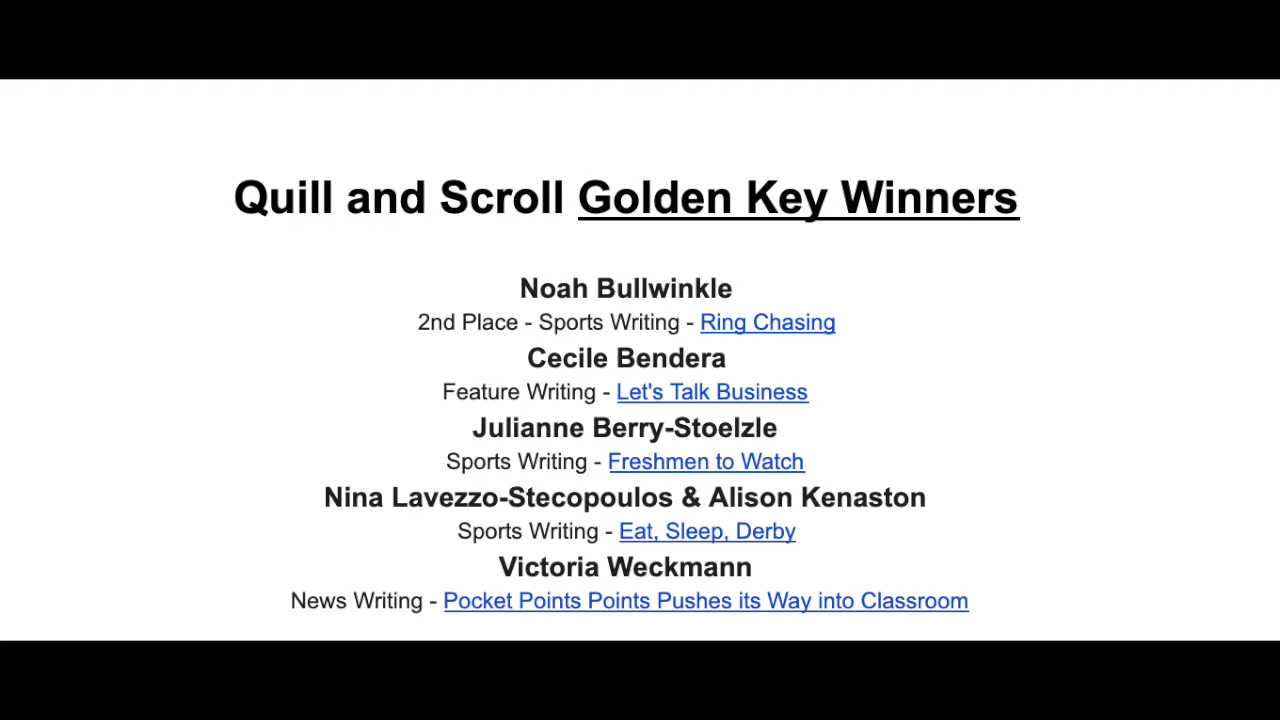 Quill and Scroll Golden Key Winners
Noah Bullwinkle
2nd Place - Sports Writing - Ring Chasing
Cecile Bendera
Feature Writing - Let's Talk Business
Julianne Berry-Stoelzle
Sports Writing - Freshmen to Watch
Nina Lavezzo-Stecopoulos & Alison Kenaston
Sports Writing - Eat, Sleep, Derby
Victoria Weckmann
News Writing - Pocket Points Points Pushes its Way into Classroom